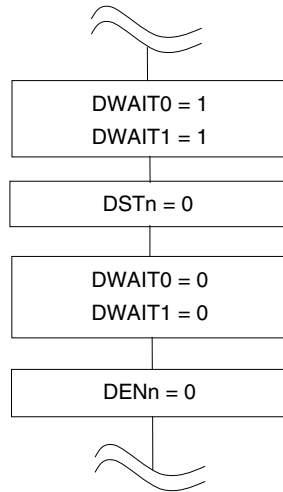 DWAIT0 = 1
DWAIT1 = 1
DSTn = 0
DWAIT0 = 0
DWAIT1 = 0
DENn = 0